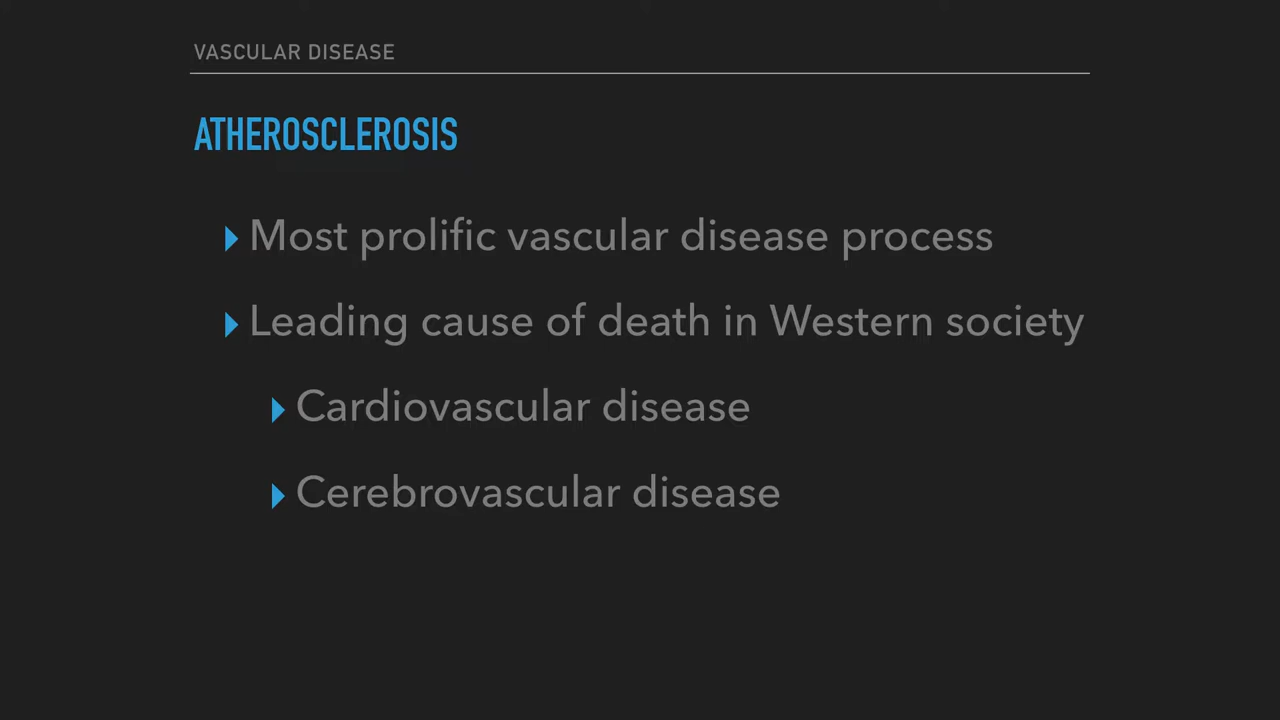 VASCULAR DISEASE
ATHEROSCLEROSIS
Most prolific vascular disease process
Leading cause of death in Western society
Cardiovascular disease
Cerebrovascular disease